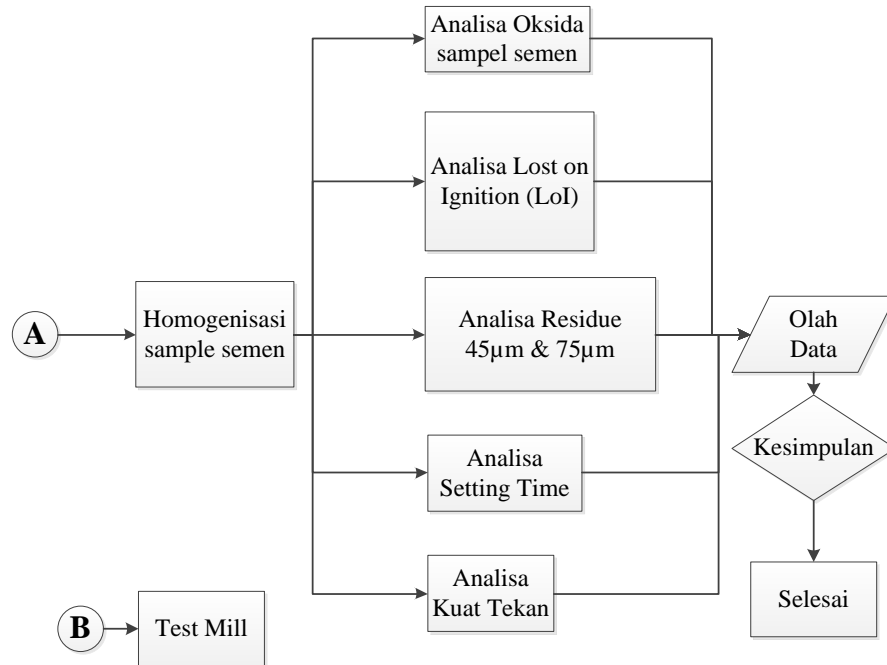 A
Homogenisasi
sample semen
Analisa Oksida
sampel semen
Analisa Lost on
Ignition (LoI)
Analisa Residue
45µm & 75µm
Analisa
Setting Time
Analisa
Kuat Tekan
Olah
Data
Kesimpulan
Selesai
B
Test Mill